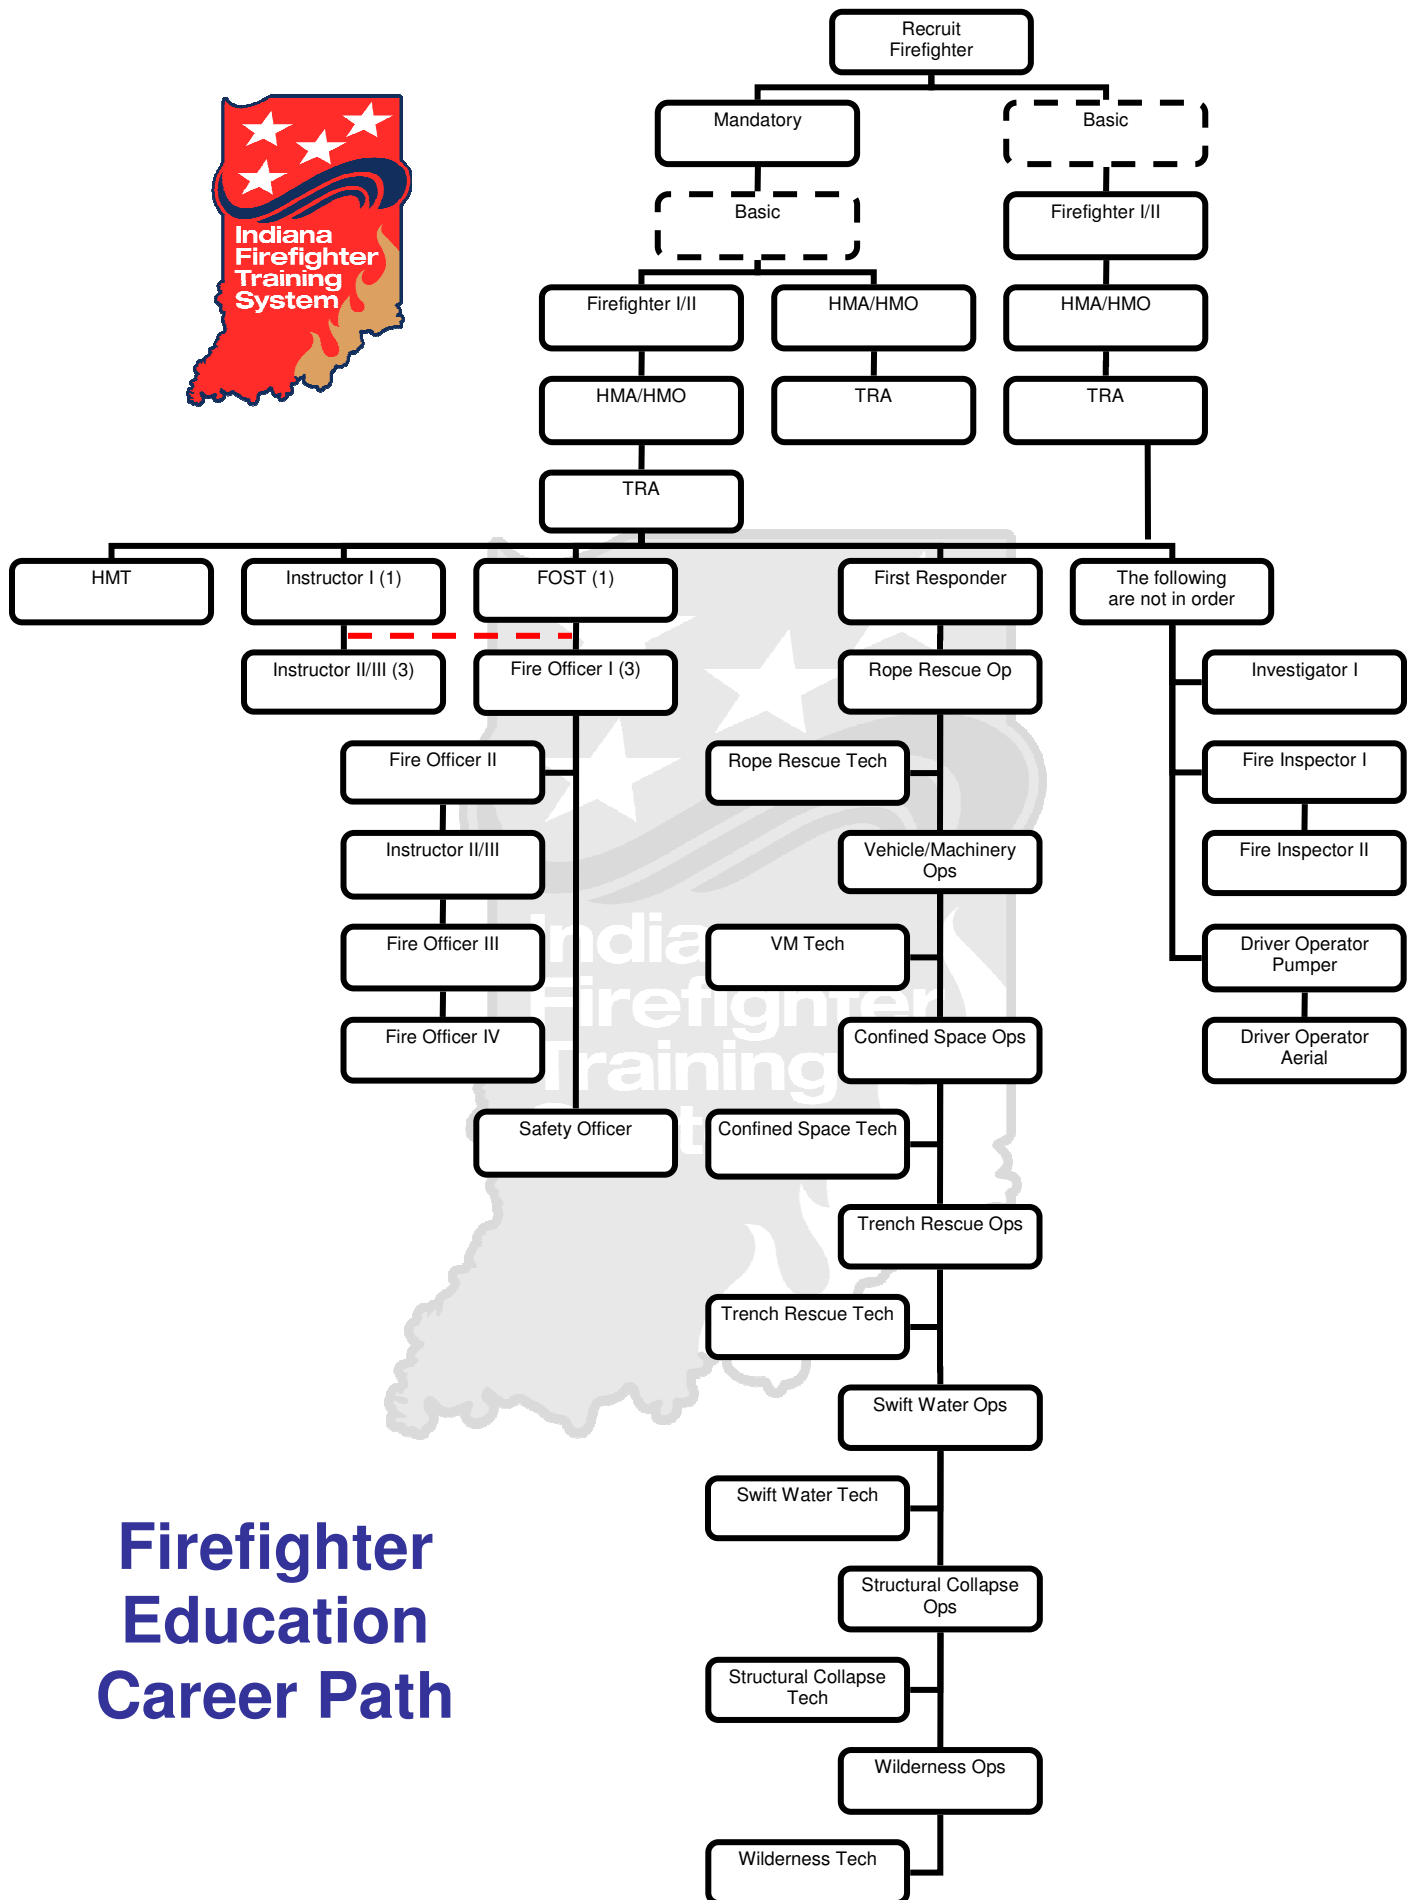 Recruit
Firefighter
Mandatory
Basic
Basic
Firefighter I/II
Indiana
Firefighter
Training
System
Firefighter I/II
HMA/HMO
HMA/HMO
HMA/HMO
TRA
TRA
TRA
HMT
Instructor I (1)
FOST (1)
First Responder
The following
are not in order
Instructor II/III (3)
Fire Officer I (3)
Rope Rescue Op
Investigator I
Fire Officer II
Rope Rescue Tech
Fire Inspector I
Instructor II/III
Vehicle/Machinery
Ops
Fire Inspector II
Fire Officer III
VM Tech
Driver Operator
Pumper
Fire Officer IV
Confined Space Ops
Driver Operator
Aerial
Safety Officer
Confined Space Tech
Trench Rescue Ops
Trench Rescue Tech
Swift Water Ops
Swift Water Tech
Structural Collapse
Ops
Structural Collapse
Tech
Wilderness Ops
Wilderness Tech
Firefighter
Education
Career Path